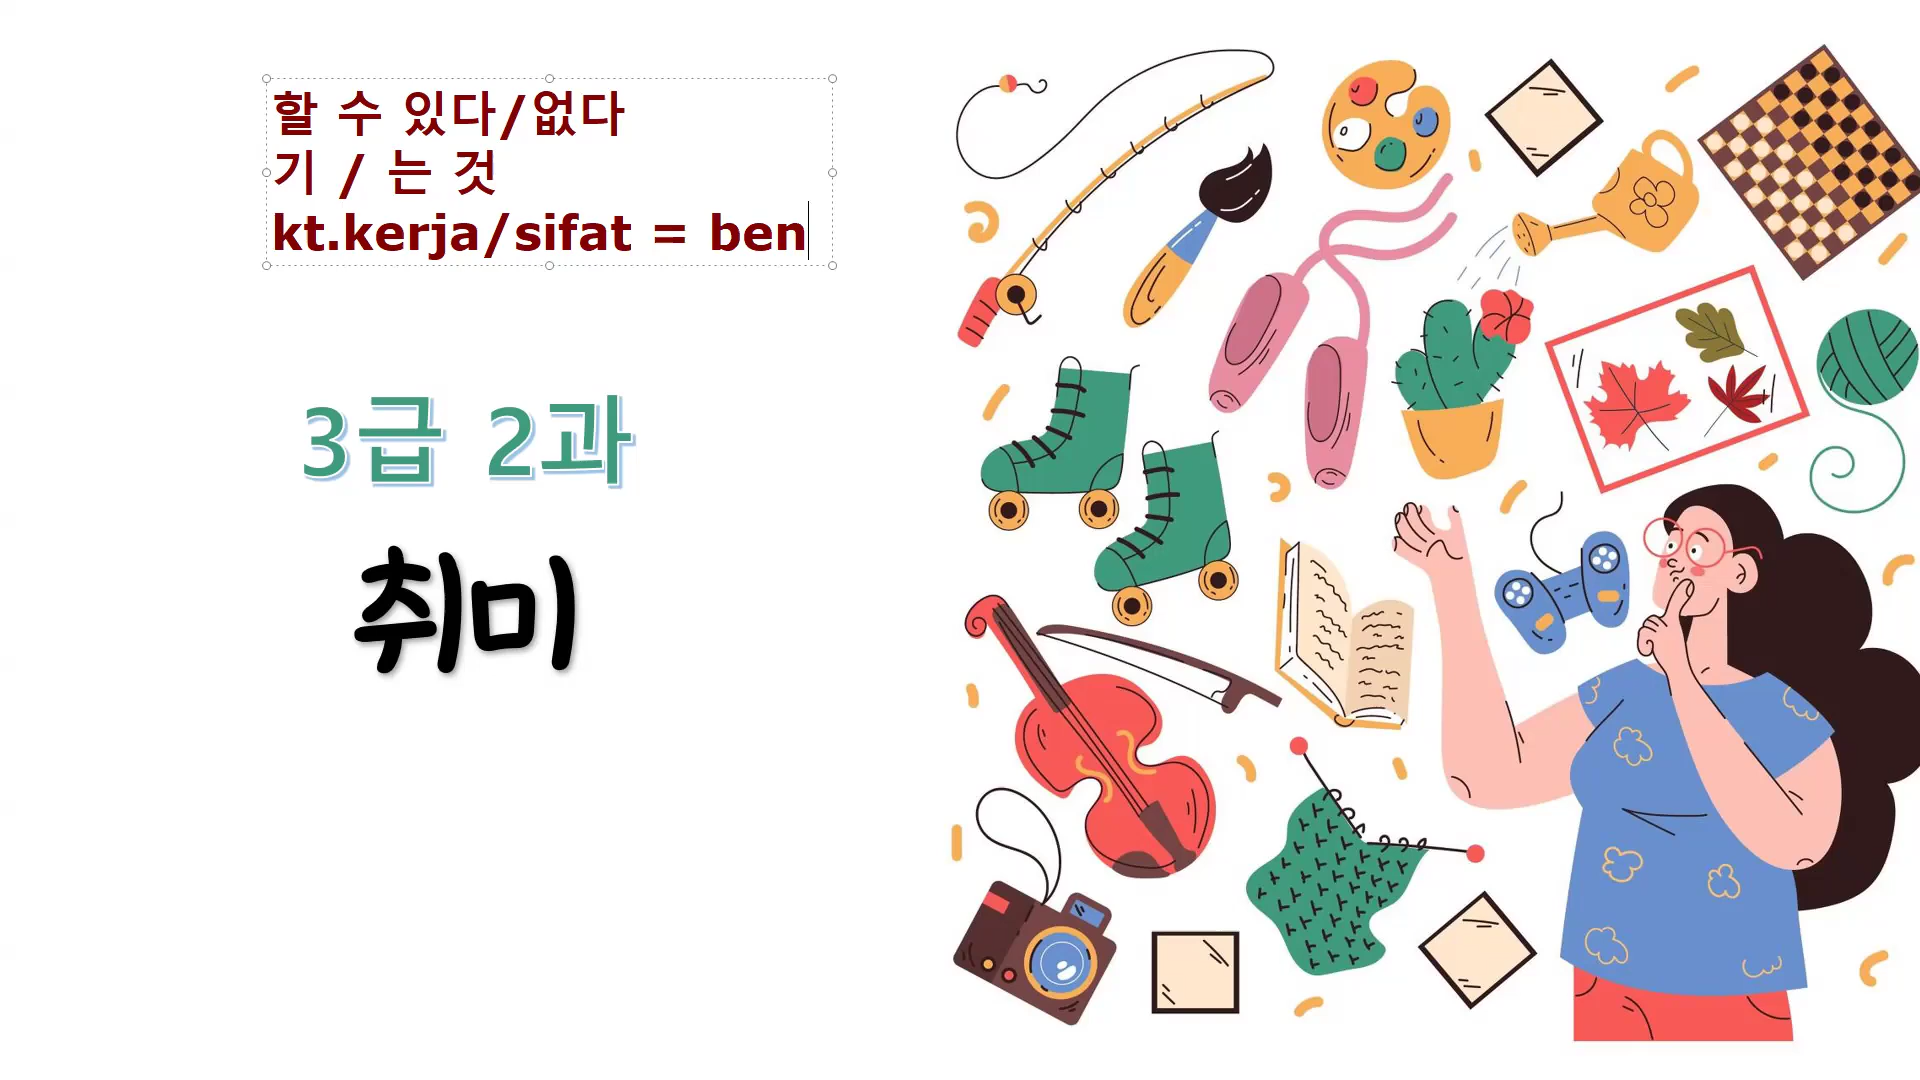 할 수 있다/없다
기 / 는 것
kt.kerja/sifat = ben
3급 2과
취미